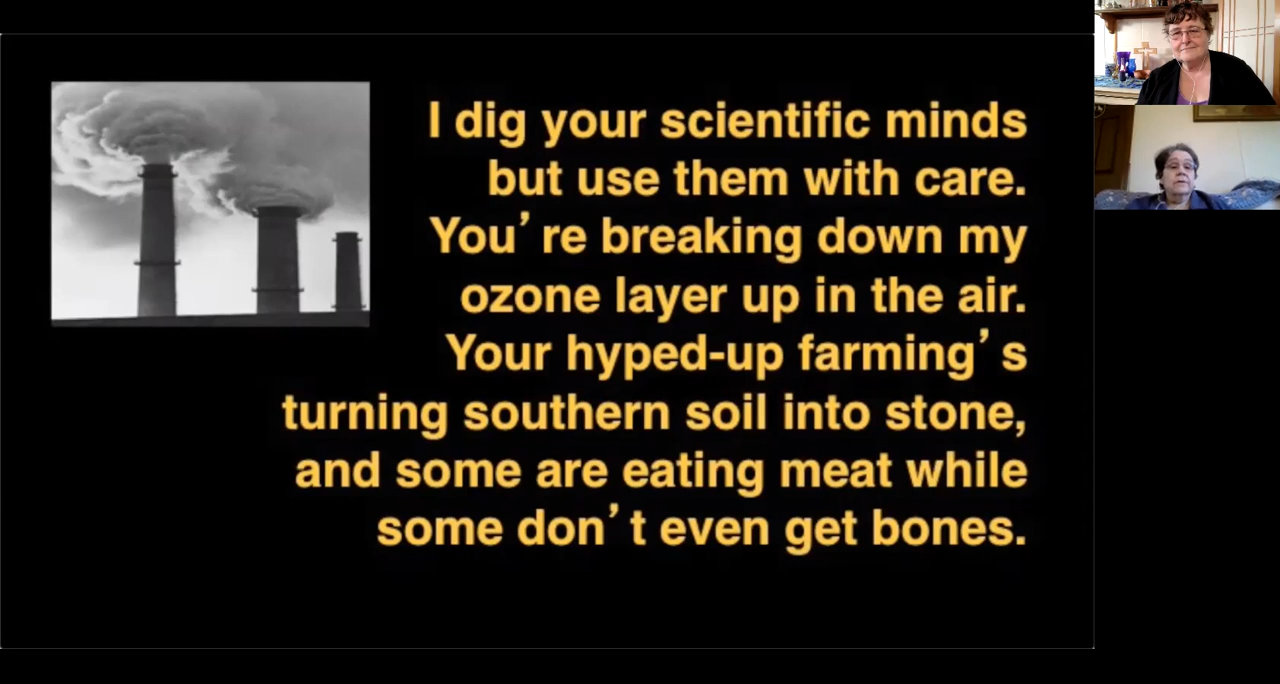 I dig your scientific minds
but use them with care.
You’ re breaking down my
ozone layer up in the air.
Your hyped-up farming’ s
turning southern soil into stone,
and some are eating meat while
some don’ t even get bones.